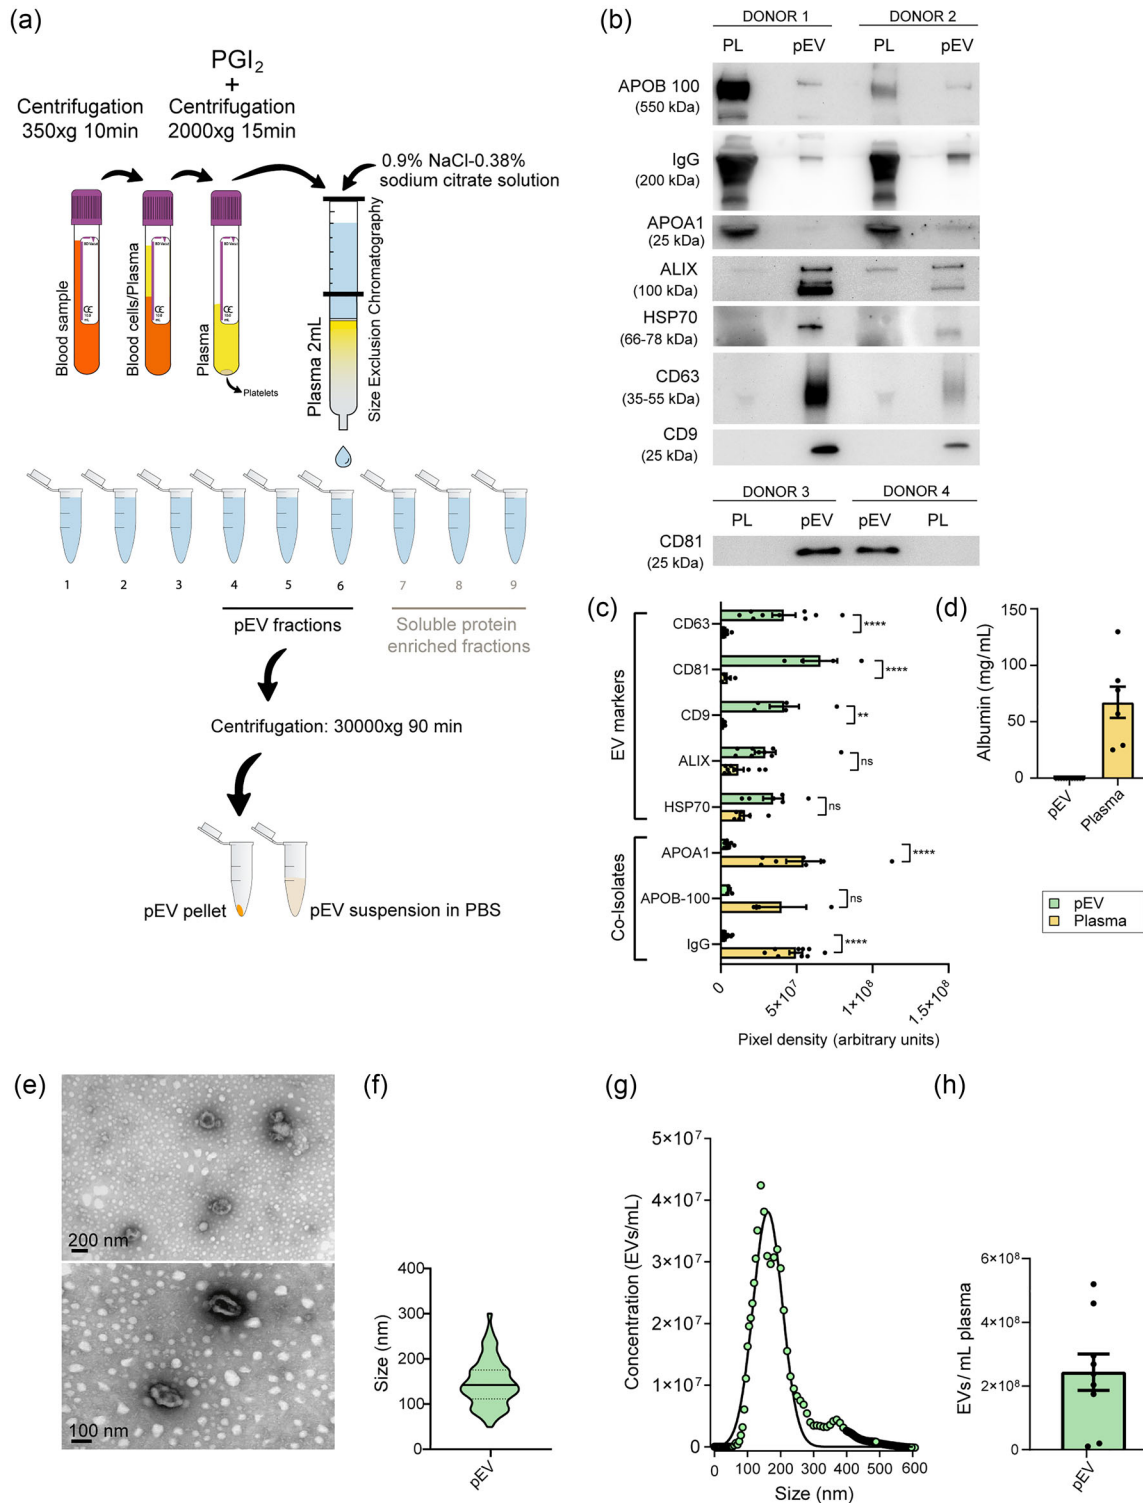 (a)
PGI2
+
Centrifugation
350xg 10min
Centrifugation
2000xg 15min
0.9% NaCl-0.38%
sodium citrate solution
Blood sample
Blood cells/Plasma
Plasma
Platelets
Plasma 2mL
Size Exclusion Chromatography
1 2 3 4 5 6 7 8 9
pEV fractions
Soluble protein
enriched fractions
Centrifugation: 30000xg 90 min
pEV pellet
pEV suspension in PBS
(b)
DONOR 1 DONOR 2
PL pEV PL pEV
APOB 100
(550 kDa)
IgG
(200 kDa)
APOA1
(25 kDa)
ALIX
(100 kDa)
HSP70
(66-78 kDa)
CD63
(35-55 kDa)
CD9
(25 kDa)
DONOR 3 DONOR 4
PL pEV pEV PL
CD81
(25 kDa)
(c)
EV markers
Co-Isolates
CD63 ****
CD81 ****
CD9 **
ALIX ns
HSP70 ns
APOA1 ****
APOB-100 ns
IgG ****
0 5×10⁷ 1×10⁸ 1.5×10⁸
Pixel density (arbitrary units)
(d)
Albumin (mg/mL)
150
100
50
0
pEV Plasma
pEV
Plasma
(e)
200 nm
100 nm
(f)
Size (nm)
400
300
200
100
0
pEV
(g)
Concentration (EVs/mL)
5×10⁷
4×10⁷
3×10⁷
2×10⁷
1×10⁷
0
0 100 200 300 400 500 600
Size (nm)
(h)
EVs/ mL plasma
6×10⁸
4×10⁸
2×10⁸
0
pEV